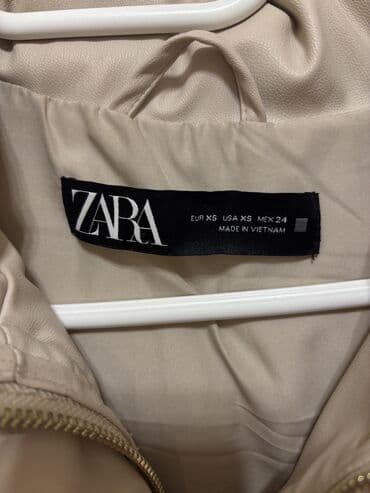 ZARA
EUR XS USA XS MEX 24
MADE IN VIETNAM